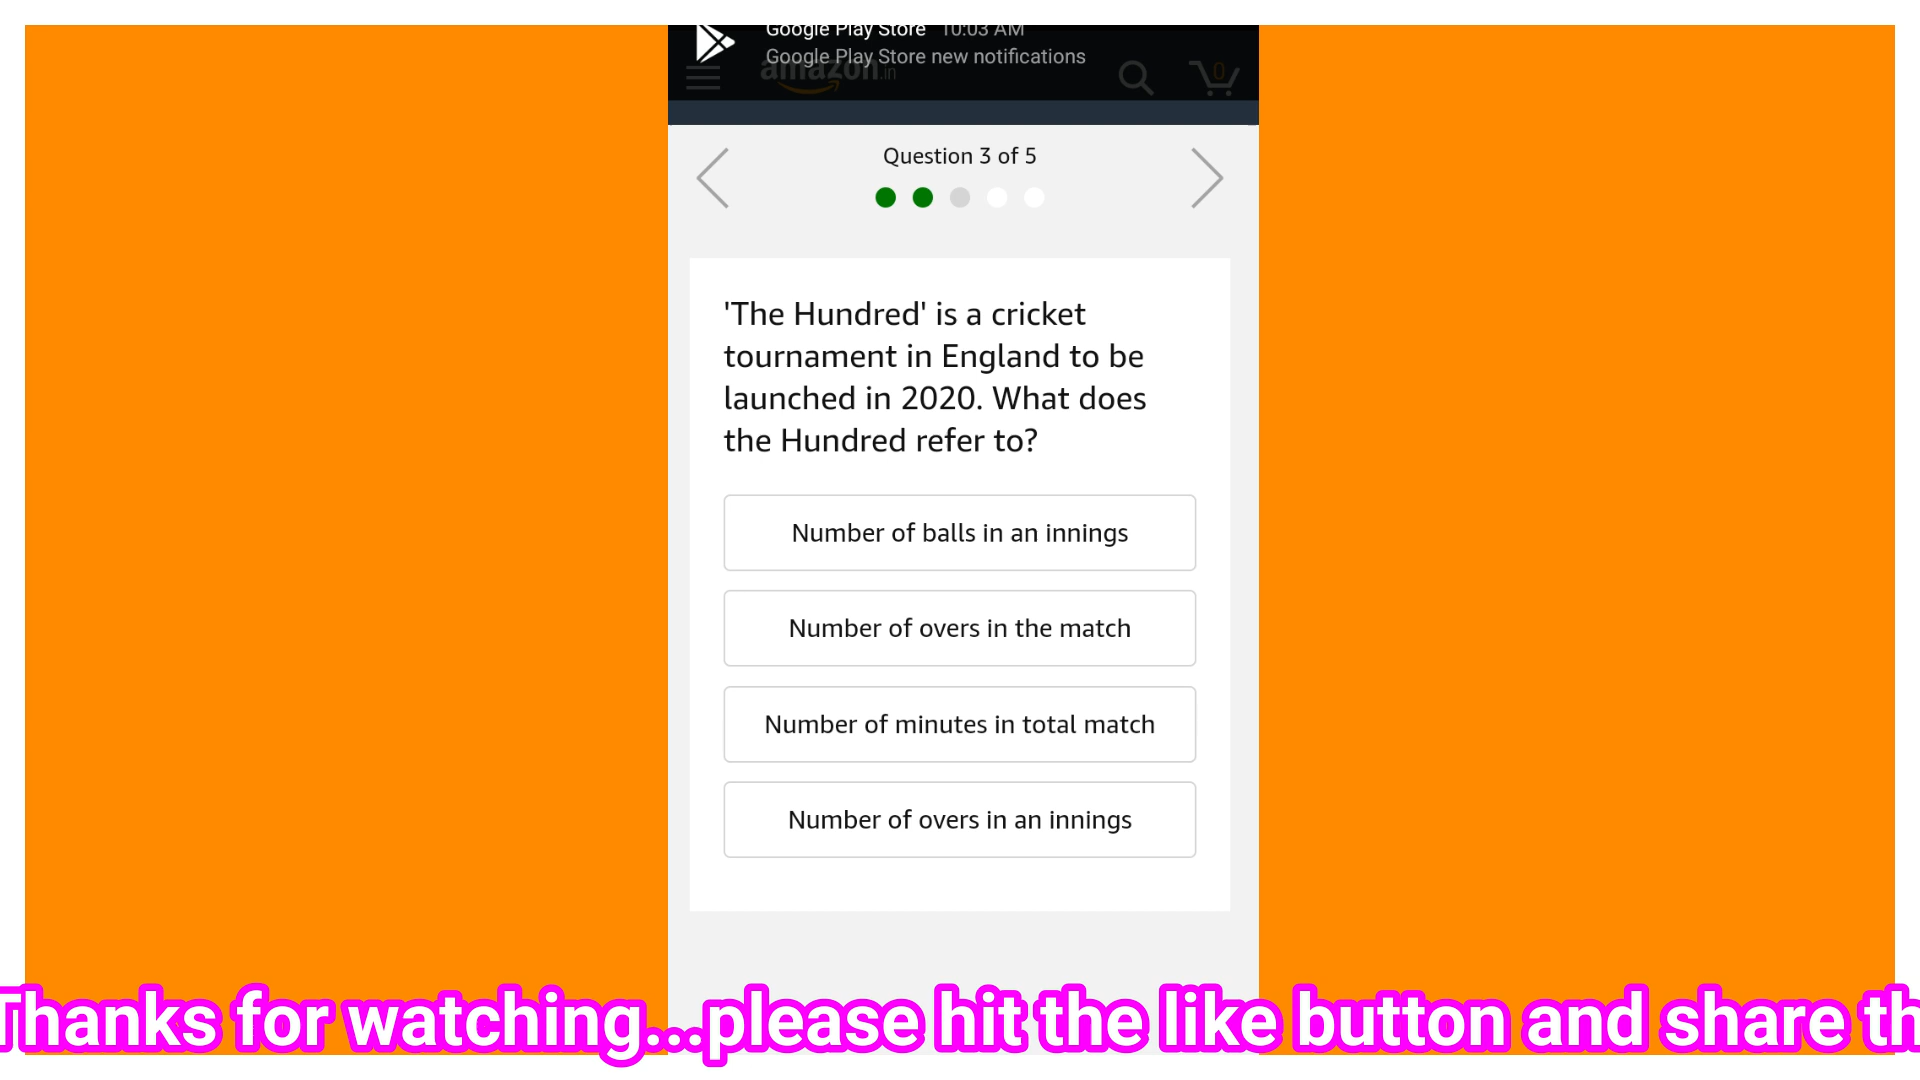 Google Play Store 10:03 AM
Google Play Store new notifications
amazon.in
0
Question 3 of 5
'The Hundred' is a cricket
tournament in England to be
launched in 2020. What does
the Hundred refer to?
Number of balls in an innings
Number of overs in the match
Number of minutes in total match
Number of overs in an innings
Thanks for watching...please hit the like button and share th